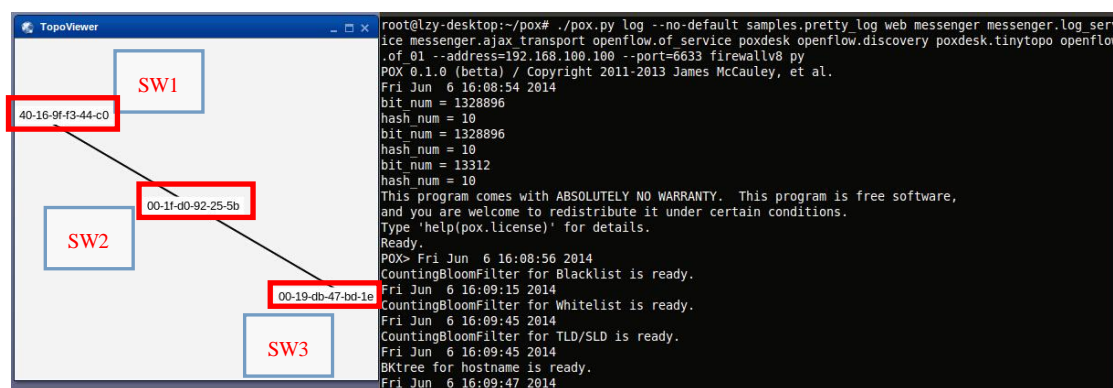 TopoViewer
SW1
40-16-9f-f3-44-c0
00-1f-d0-92-25-5b
SW2
00-19-db-47-bd-1e
SW3
root@lzy-desktop:~/pox# ./pox.py log --no-default samples.pretty_log web messenger messenger.log_serv
ice messenger.ajax_transport openflow.of_service poxdesk openflow.discovery poxdesk.tinytopo openflow
.of_01 --address=192.168.100.100 --port=6633 firewallv8 py
POX 0.1.0 (betta) / Copyright 2011-2013 James McCauley, et al.
Fri Jun  6 16:08:54 2014
bit_num = 1328896
hash_num = 10
bit_num = 1328896
hash_num = 10
bit_num = 13312
hash_num = 10
This program comes with ABSOLUTELY NO WARRANTY.  This program is free software,
and you are welcome to redistribute it under certain conditions.
Type 'help(pox.license)' for details.
Ready.
POX> Fri Jun  6 16:08:56 2014
CountingBloomFilter for Blacklist is ready.
Fri Jun  6 16:09:15 2014
CountingBloomFilter for Whitelist is ready.
Fri Jun  6 16:09:45 2014
CountingBloomFilter for TLD/SLD is ready.
Fri Jun  6 16:09:45 2014
BKtree for hostname is ready.
Fri Jun  6 16:09:47 2014